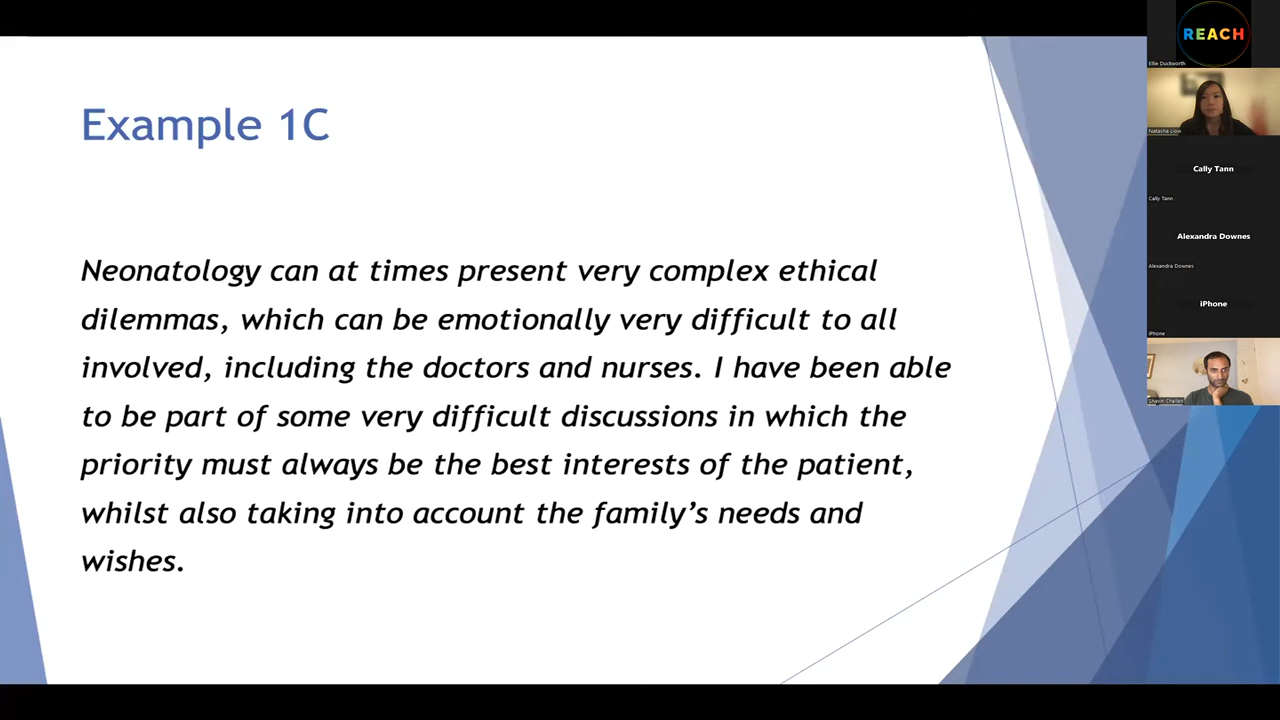 Example 1C
Neonatology can at times present very complex ethical
dilemmas, which can be emotionally very difficult to all
involved, including the doctors and nurses. I have been able
to be part of some very difficult discussions in which the
priority must always be the best interests of the patient,
whilst also taking into account the family’s needs and
wishes.
REACH
Ellie Duckworth
Natasha Liow
Cally Tann
Cally Tann
Alexandra Downes
Alexandra Downes
iPhone
iPhone